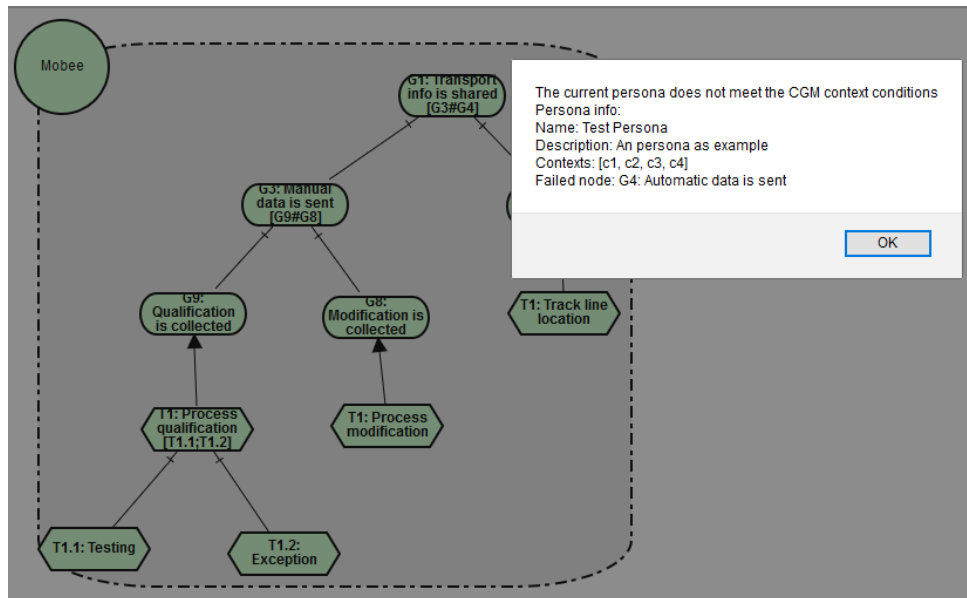 Mobee
G1: Transport
info is shared
[G3#G4]
The current persona does not meet the CGM context conditions
Persona info:
Name: Test Persona
Description: An persona as example
Contexts: [c1, c2, c3, c4]
Failed node: G4: Automatic data is sent
OK
G3: Manual
data is sent
[G9#G8]
G9:
Qualification
is collected
G8:
Modification is
collected
T1: Track line
location
T1: Process
qualification
[T1.1;T1.2]
T1: Process
modification
T1.1: Testing
T1.2:
Exception